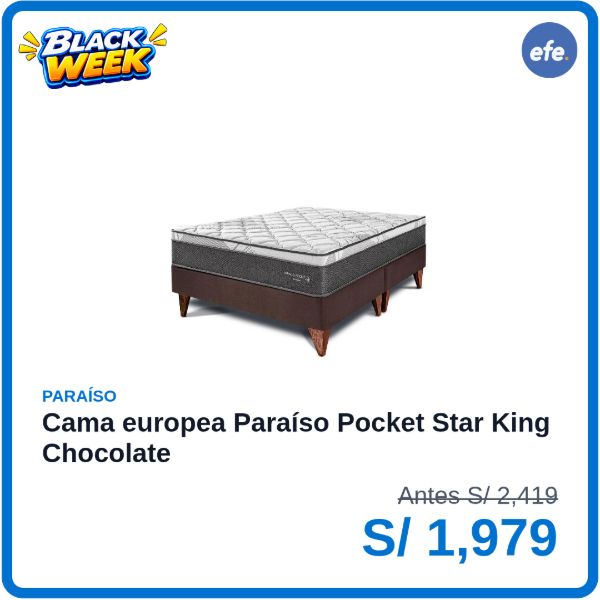 BLACK
WEEK
efe.
PARAÍSO
Cama europea Paraíso Pocket Star King
Chocolate
Antes S/ 2,419
S/ 1,979